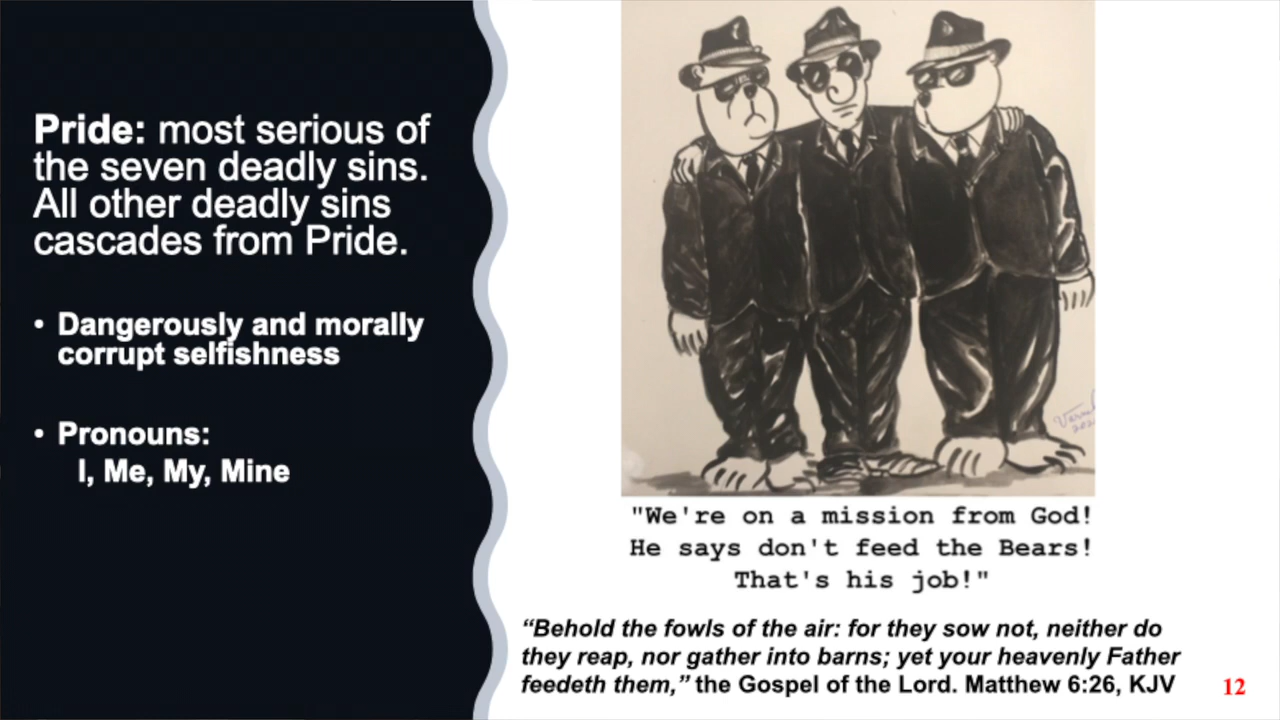 Pride: most serious of
the seven deadly sins.
All other deadly sins
cascades from Pride.
• Dangerously and morally
corrupt selfishness
• Pronouns:
I, Me, My, Mine
"We're on a mission from God!
He says don't feed the Bears!
That's his job!"
“Behold the fowls of the air: for they sow not, neither do
they reap, nor gather into barns; yet your heavenly Father
feedeth them,” the Gospel of the Lord. Matthew 6:26, KJV
12